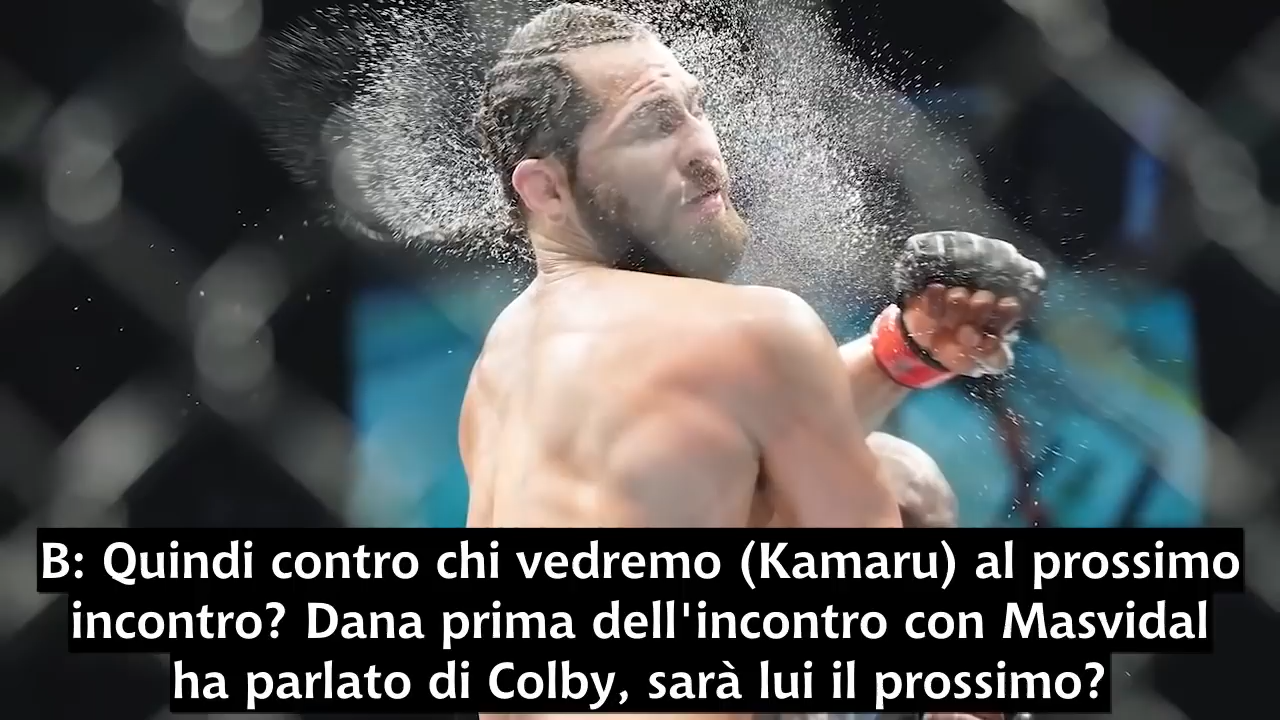 B: Quindi contro chi vedremo (Kamaru) al prossimo
incontro? Dana prima dell'incontro con Masvidal
ha parlato di Colby, sarà lui il prossimo?